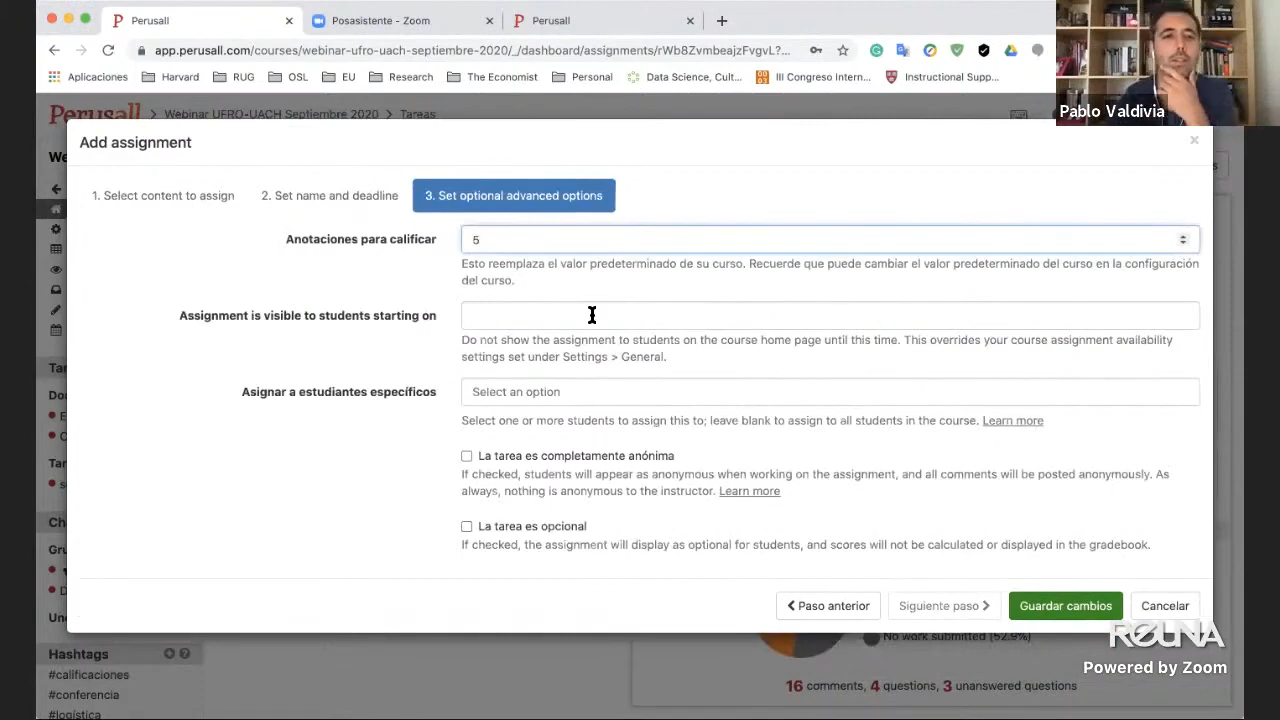 Perusall
Posasistente - Zoom
Perusall
app.perusall.com/courses/webinar-ufro-uach-septiembre-2020/_/dashboard/assignments/rWb8ZvmbeajzFvgvL?...
Aplicaciones
Harvard
RUG
OSL
EU
Research
The Economist
Personal
Data Science, Cult...
III Congreso Intern...
Instructional Supp...
Pablo Valdivia
Perusall
Webinar UFRO-UACH Septiembre 2020
Tareas
Add assignment
1. Select content to assign
2. Set name and deadline
3. Set optional advanced options
Anotaciones para calificar
5
Esto reemplaza el valor predeterminado de su curso. Recuerde que puede cambiar el valor predeterminado del curso en la configuración
del curso.
Assignment is visible to students starting on
Do not show the assignment to students on the course home page until this time. This overrides your course assignment availability
settings set under Settings > General.
Asignar a estudiantes específicos
Select an option
Select one or more students to assign this to; leave blank to assign to all students in the course. Learn more
La tarea es completamente anónima
If checked, students will appear as anonymous when working on the assignment, and all comments will be posted anonymously. As
always, nothing is anonymous to the instructor. Learn more
La tarea es opcional
If checked, the assignment will display as optional for students, and scores will not be calculated or displayed in the gradebook.
Paso anterior
Siguiente paso
Guardar cambios
Cancelar
No work submitted (52.9%)
REUNA
Powered by Zoom
Hashtags
#calificaciones
#conferencia
#logística
16 comments, 4 questions, 3 unanswered questions